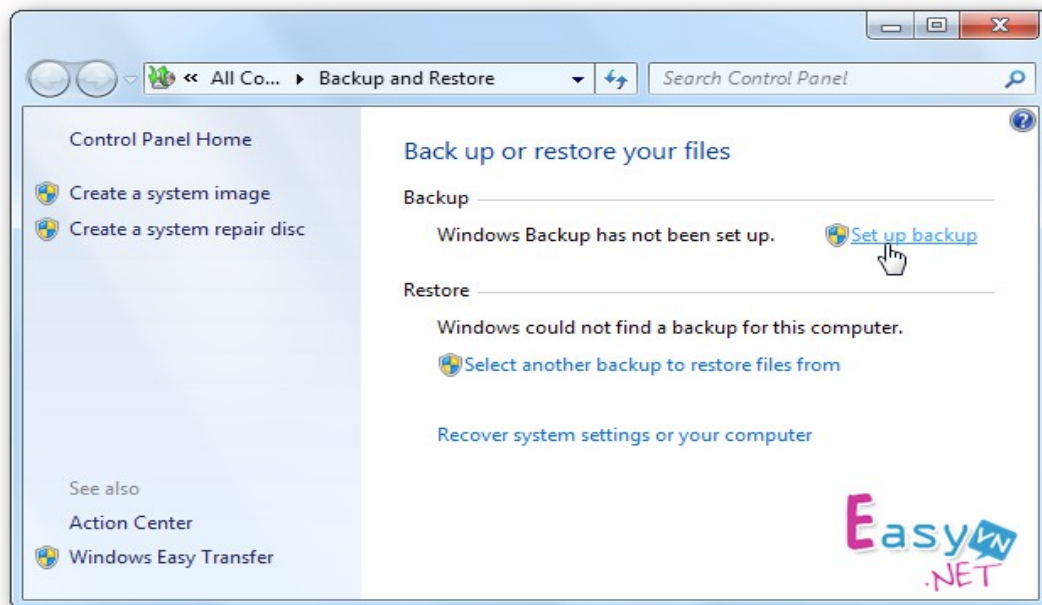 « All Co... ▸ Backup and Restore
Search Control Panel
Control Panel Home
Create a system image
Create a system repair disc
See also
Action Center
Windows Easy Transfer
Back up or restore your files
Backup
Windows Backup has not been set up.
Set up backup
Restore
Windows could not find a backup for this computer.
Select another backup to restore files from
Recover system settings or your computer
Easy VN
.NET